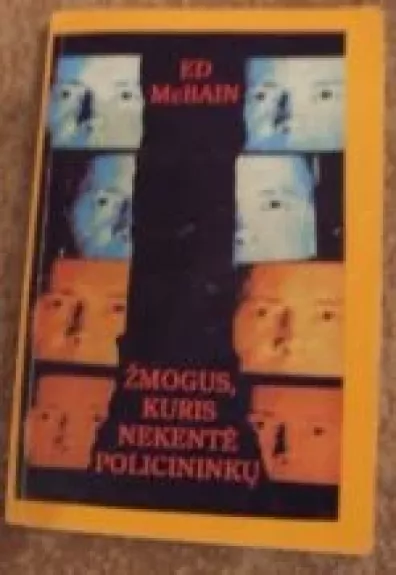 ED
McBAIN
ŽMOGUS,
KURIS
NEKENTĖ
POLICININKŲ